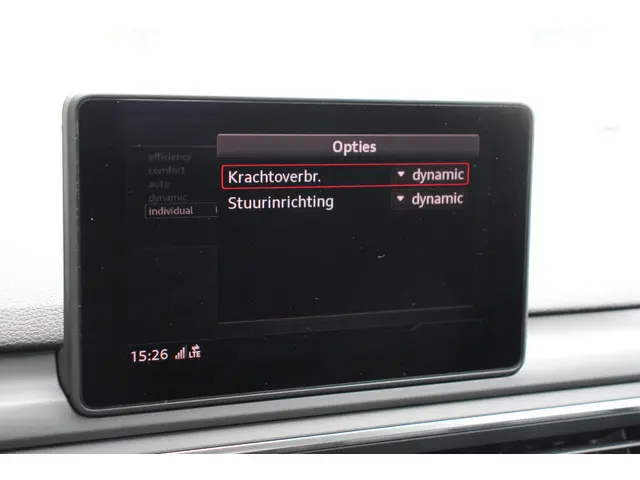 Opties
efficiency
comfort
auto
dynamic
individual
Krachtoverbr. dynamic
Stuurinrichting dynamic
15:26 LTE